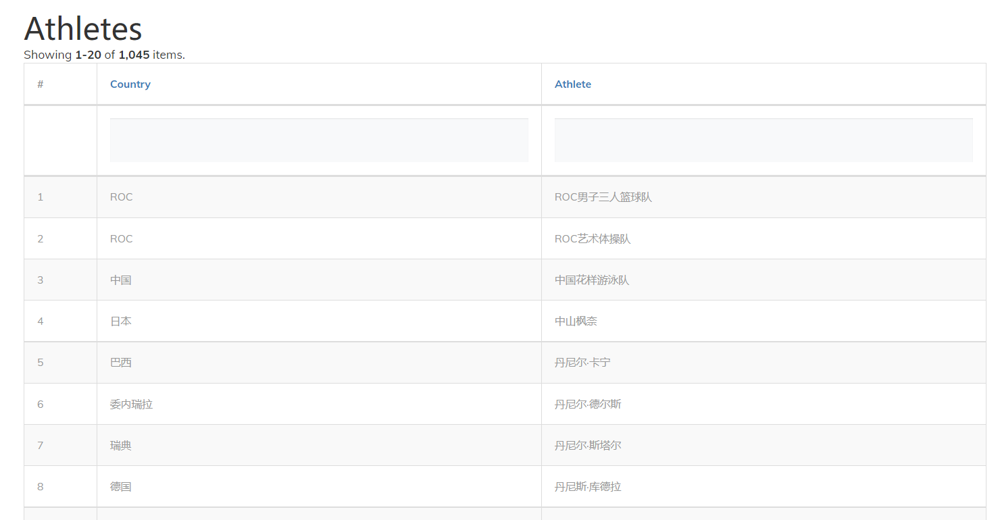 Athletes
Showing 1-20 of 1,045 items.
# Country Athlete
1 ROC ROC男子三人篮球队
2 ROC ROC艺术体操队
3 中国 中国花样游泳队
4 日本 中山枫奈
5 巴西 丹尼尔·卡宁
6 委内瑞拉 丹尼尔·德尔斯
7 瑞典 丹尼尔·斯塔尔
8 德国 丹尼斯·库德拉